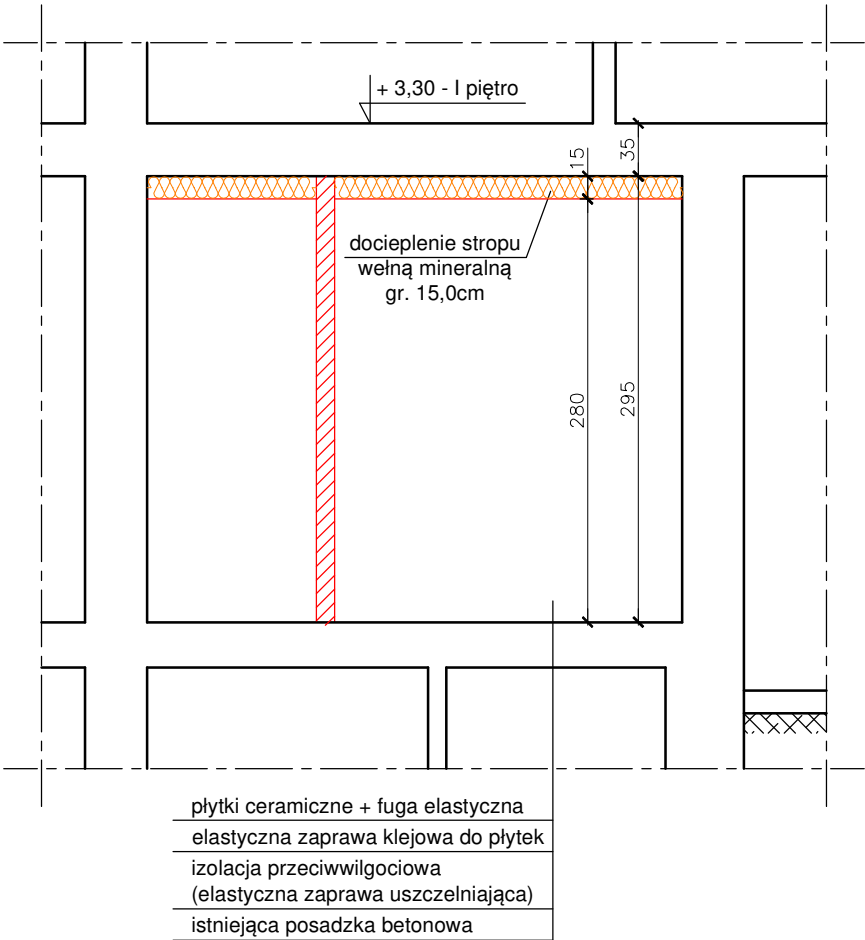 + 3,30 - I piętro
15
35
docieplenie stropu
wełną mineralną
gr. 15,0cm
280
295
płytki ceramiczne + fuga elastyczna
elastyczna zaprawa klejowa do płytek
izolacja przeciwwilgociowa
(elastyczna zaprawa uszczelniająca)
istniejąca posadzka betonowa